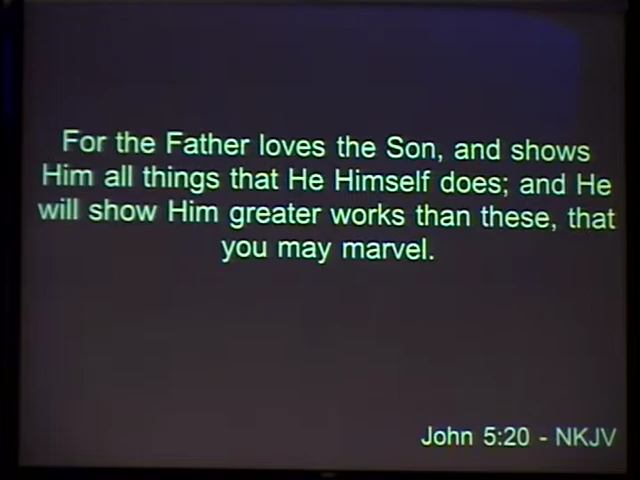 For the Father loves the Son, and shows
Him all things that He Himself does; and He
will show Him greater works than these, that
you may marvel.
John 5:20 - NKJV